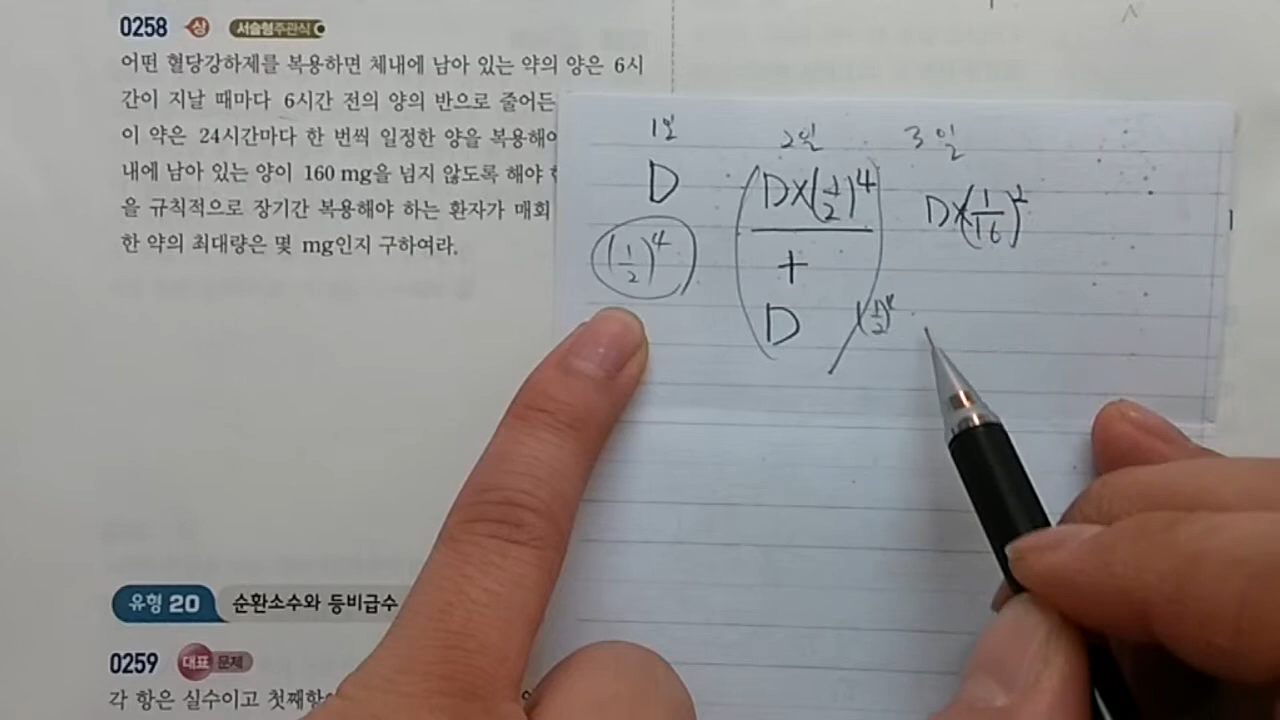 0258 상 서술형주관식
어떤 혈당강하제를 복용하면 체내에 남아 있는 약의 양은 6시
간이 지날 때마다 6시간 전의 양의 반으로 줄어든
이 약은 24시간마다 한 번씩 일정한 양을 복용해야
내에 남아 있는 양이 160 mg을 넘지 않도록 해야
을 규칙적으로 장기간 복용해야 하는 환자가 매회
한 약의 최대량은 몇 mg인지 구하여라.
1일 2일 3일
D D×(1/2)^4 D×(1/16)^2
(1/2)^4 +
D ×(1/2)^4
유형 20 순환소수와 등비급수
0259 대표 문제
각 항은 실수이고 첫째항